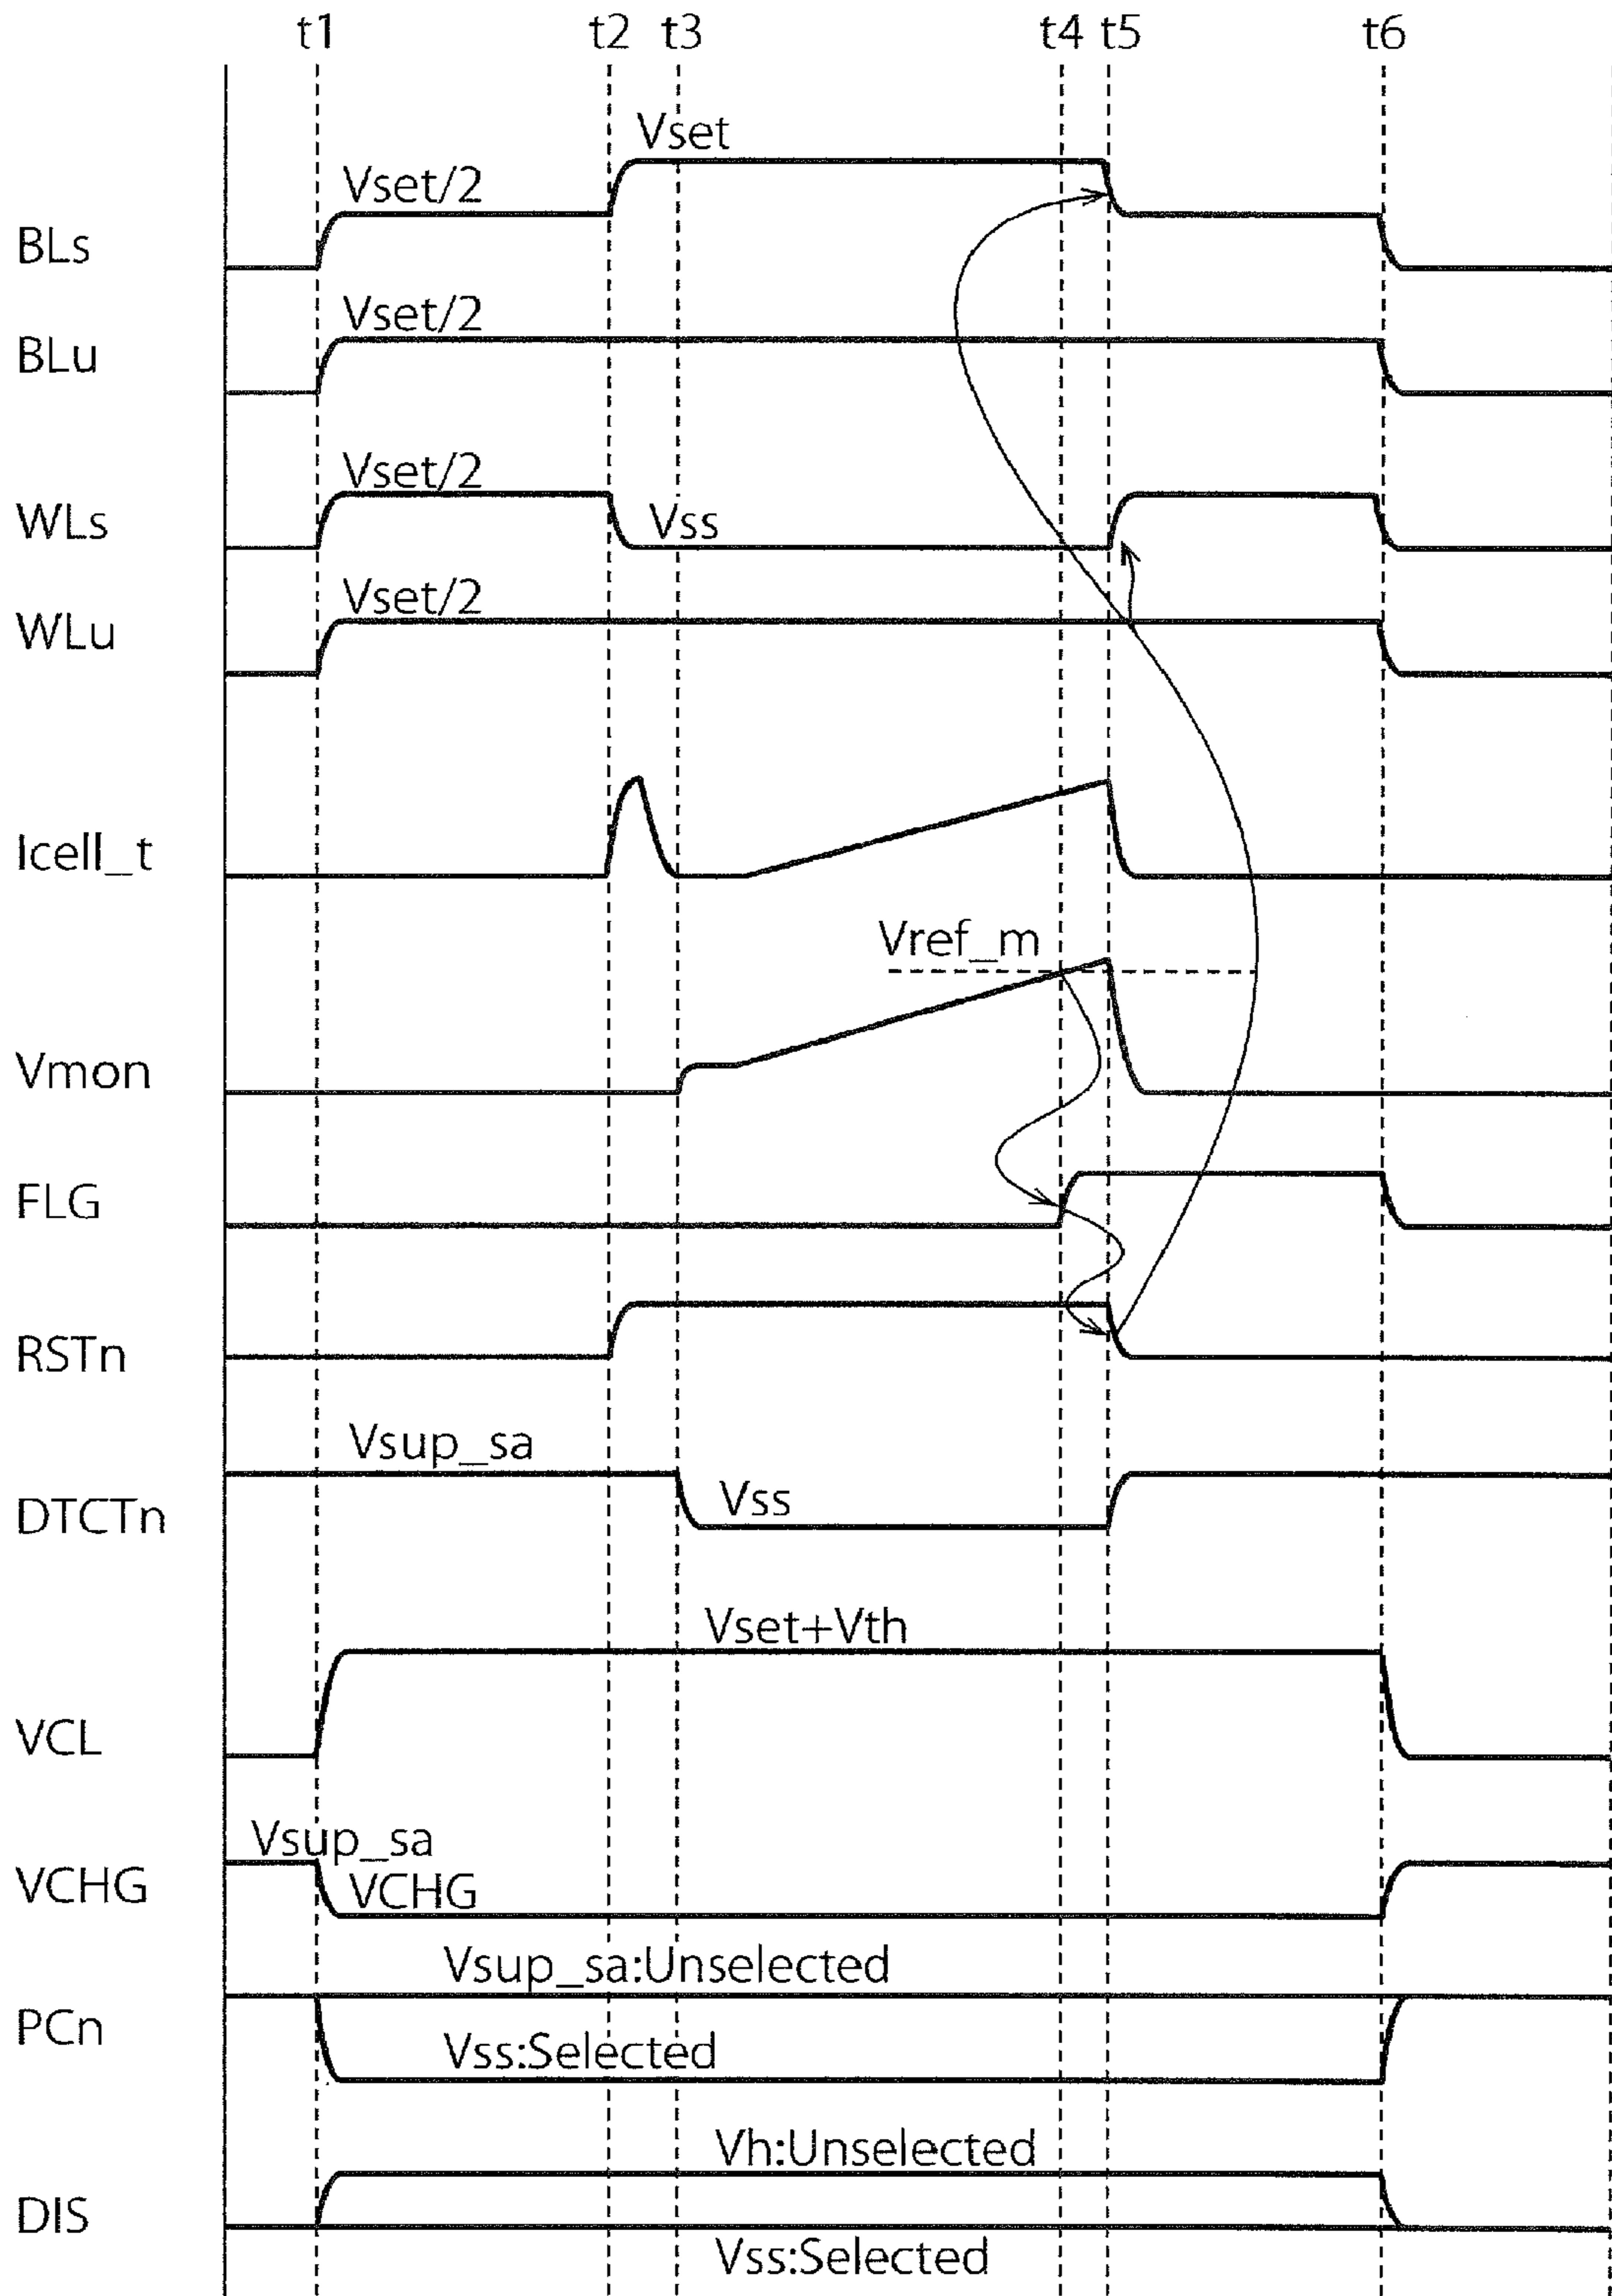 t1 t2 t3 t4 t5 t6
Vset
Vset/2
BLs
Vset/2
BLu
Vset/2
WLs Vss
Vset/2
WLu
Icell_t
Vref_m
Vmon
FLG
RSTn
Vsup_sa
DTCTn Vss
Vset+Vth
VCL
Vsup_sa
VCHG VCHG
Vsup_sa:Unselected
PCn
Vss:Selected
Vh:Unselected
DIS
Vss:Selected